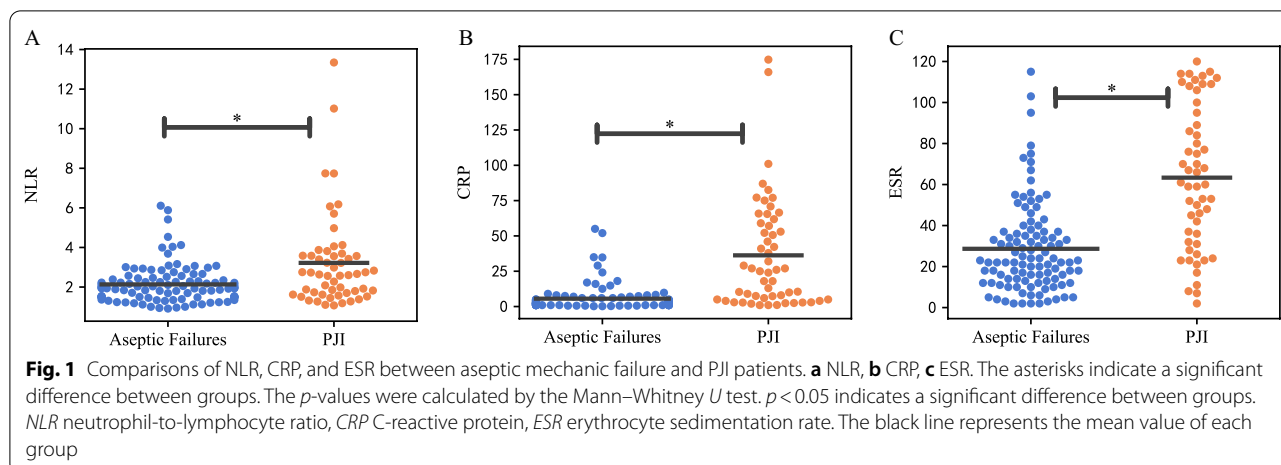 A
B
C
14
12
10
8
6
4
2
NLR
*
Aseptic Failures
PJI
175
150
125
100
75
50
25
0
CRP
*
Aseptic Failures
PJI
120
100
80
60
40
20
0
ESR
*
Aseptic Failures
PJI
Fig. 1 Comparisons of NLR, CRP, and ESR between aseptic mechanic failure and PJI patients. a NLR, b CRP, c ESR. The asterisks indicate a significant
difference between groups. The p-values were calculated by the Mann–Whitney U test. p < 0.05 indicates a significant difference between groups.
NLR neutrophil-to-lymphocyte ratio, CRP C-reactive protein, ESR erythrocyte sedimentation rate. The black line represents the mean value of each
group